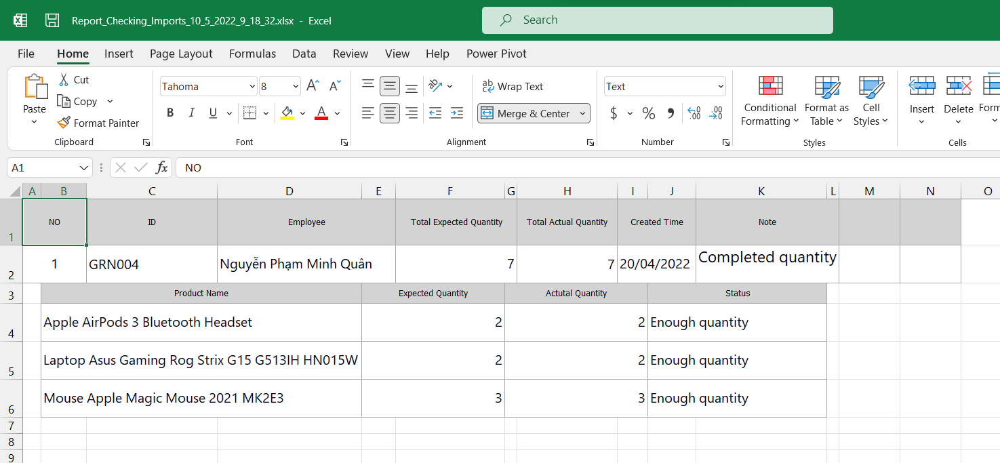 Report_Checking_Imports_10_5_2022_9_18_32.xlsx - Excel
Search
File Home Insert Page Layout Formulas Data Review View Help Power Pivot
Paste
Cut
Copy
Format Painter
Clipboard
Tahoma 8 A A
B I U A
Font
ab Wrap Text
Merge & Center
Alignment
Text
$ % 9 .00 .00
Number
Conditional Formatting
Format as Table
Cell Styles
Styles
Insert Delete Form
Cells
A1 fx NO
A B C D E F G H I J K L M N O
1 NO ID Employee Total Expected Quantity Total Actual Quantity Created Time Note
2 1 GRN004 Nguyễn Phạm Minh Quân 7 7 20/04/2022 Completed quantity
3 Product Name Expected Quantity Actutal Quantity Status
4 Apple AirPods 3 Bluetooth Headset 2 2 Enough quantity
5 Laptop Asus Gaming Rog Strix G15 G513IH HN015W 2 2 Enough quantity
6 Mouse Apple Magic Mouse 2021 MK2E3 3 3 Enough quantity
7
8
9